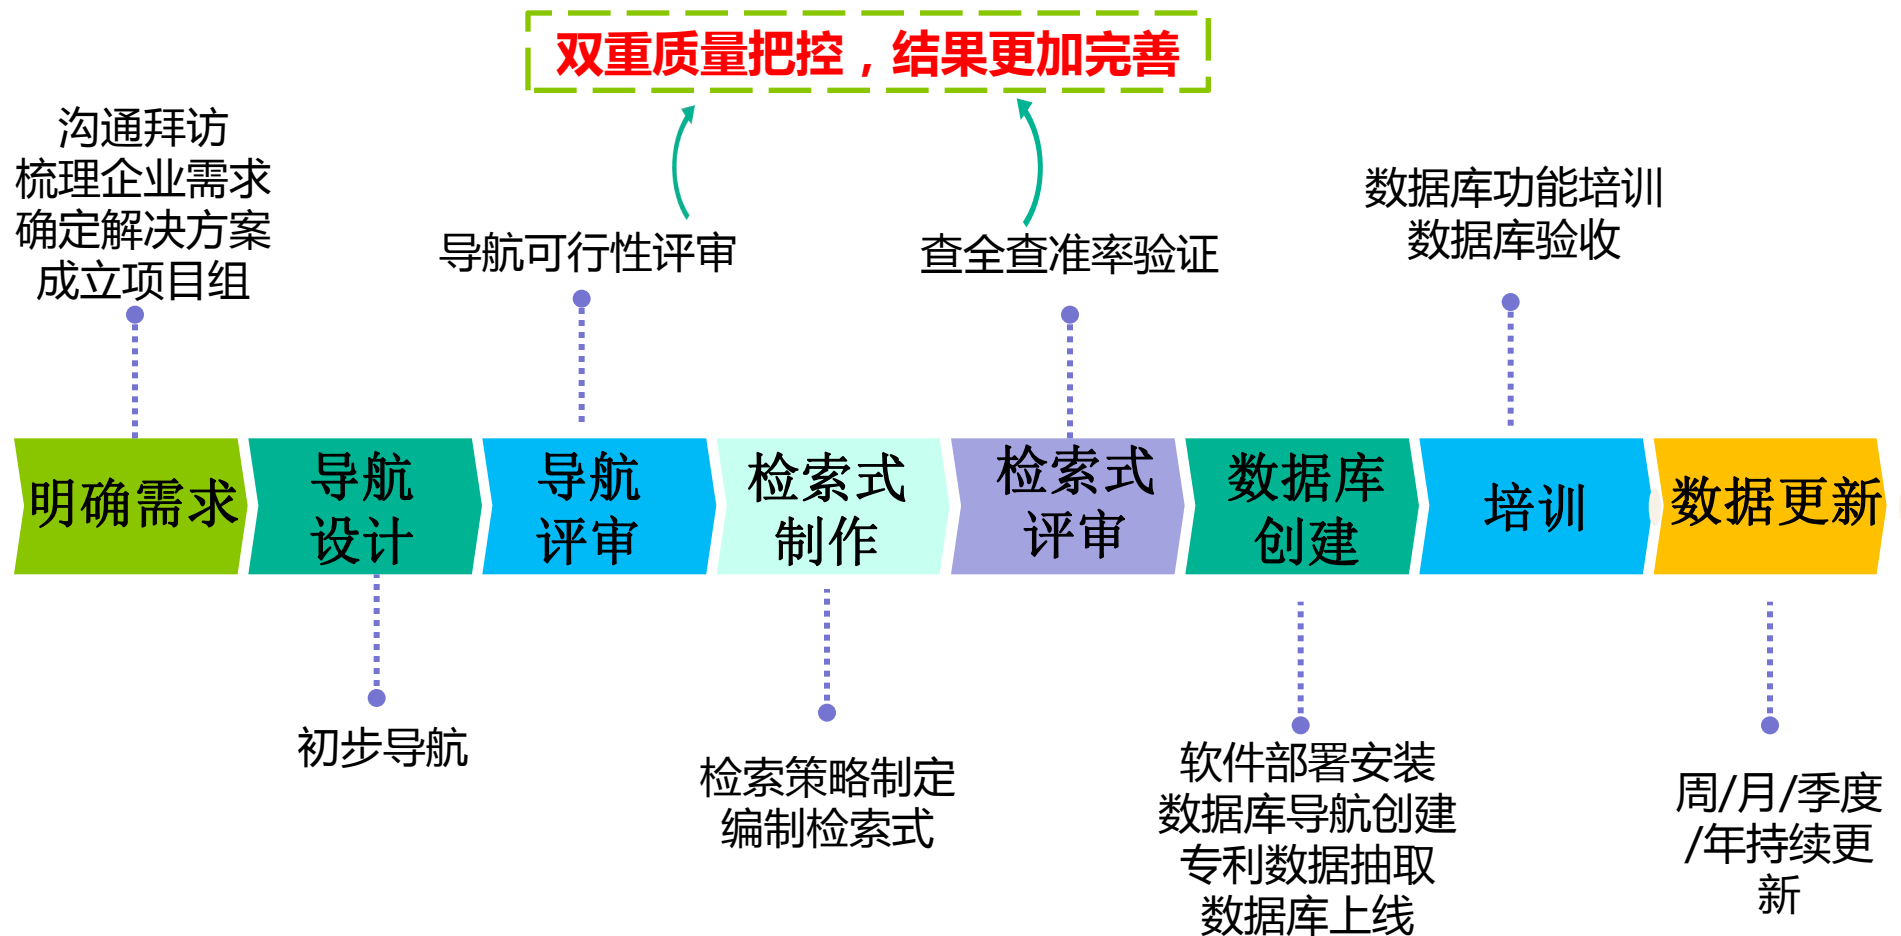 双重质量把控，结果更加完善
沟通拜访
梳理企业需求
确定解决方案
成立项目组
导航可行性评审
查全查准率验证
数据库功能培训
数据库验收
明确需求
导航
设计
导航
评审
检索式
制作
检索式
评审
数据库
创建
培训
数据更新
初步导航
检索策略制定
编制检索式
软件部署安装
数据库导航创建
专利数据抽取
数据库上线
周/月/季度
/年持续更
新